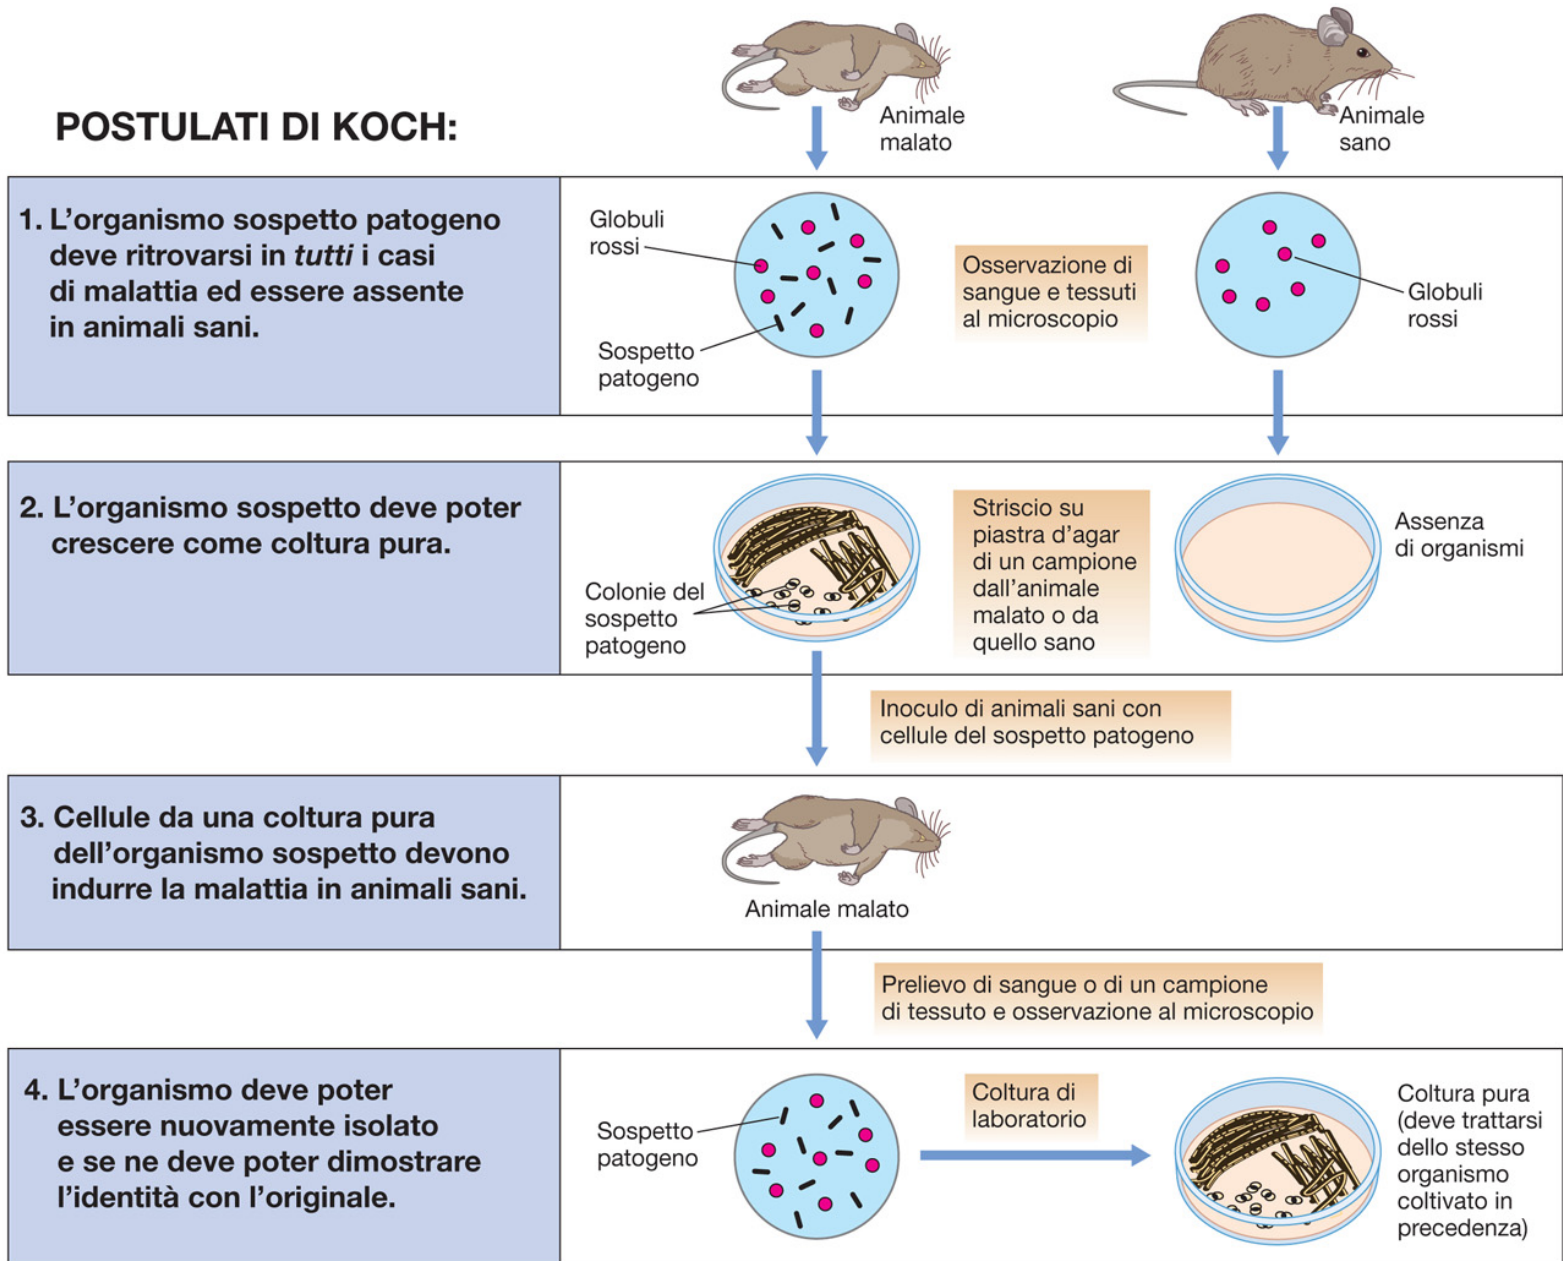 Animale
malato
Animale
sano
POSTULATI DI KOCH:
1. L'organismo sospetto patogeno
deve ritrovarsi in tutti i casi
di malattia ed essere assente
in animali sani.
Globuli
rossi
Sospetto
patogeno
Osservazione di
sangue e tessuti
al microscopio
Globuli
rossi
2. L'organismo sospetto deve poter
crescere come coltura pura.
Colonie del
sospetto
patogeno
Striscio su
piastra d'agar
di un campione
dall'animale
malato o da
quello sano
Assenza
di organismi
Inoculo di animali sani con
cellule del sospetto patogeno
3. Cellule da una coltura pura
dell'organismo sospetto devono
indurre la malattia in animali sani.
Animale malato
Prelievo di sangue o di un campione
di tessuto e osservazione al microscopio
4. L'organismo deve poter
essere nuovamente isolato
e se ne deve poter dimostrare
l'identità con l'originale.
Sospetto
patogeno
Coltura di
laboratorio
Coltura pura
(deve trattarsi
dello stesso
organismo
coltivato in
precedenza)